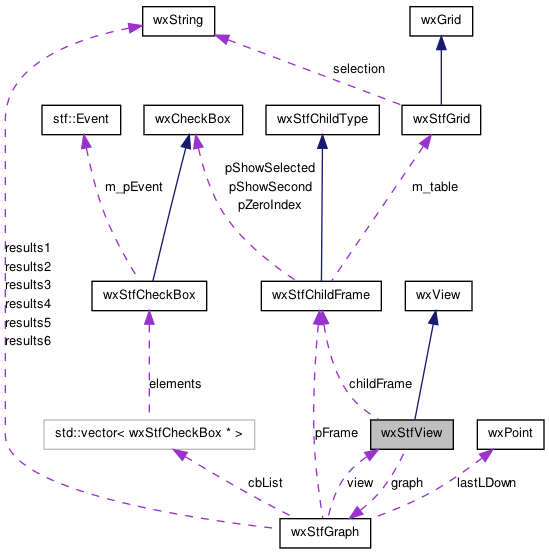 wxString
wxGrid
selection
stf::Event
wxCheckBox
wxStfChildType
wxStfGrid
pShowSelected
pShowSecond
pZeroIndex
m_pEvent
m_table
results1
results2
results3
results4
results5
results6
wxStfCheckBox
wxStfChildFrame
wxView
elements
childFrame
std::vector< wxStfCheckBox * >
pFrame
wxStfView
wxPoint
cbList
view
graph
lastLDown
wxStfGraph